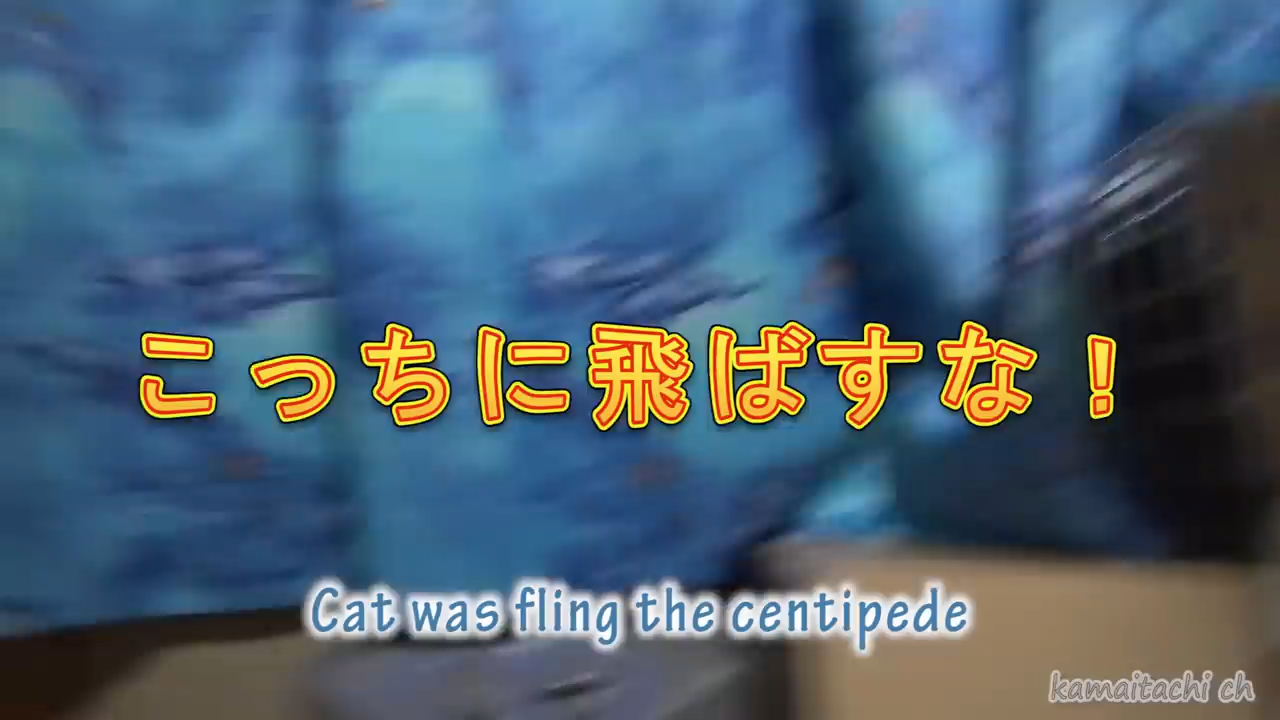 こっちに飛ばすな！
Cat was fling the centipede
kamaitachi ch